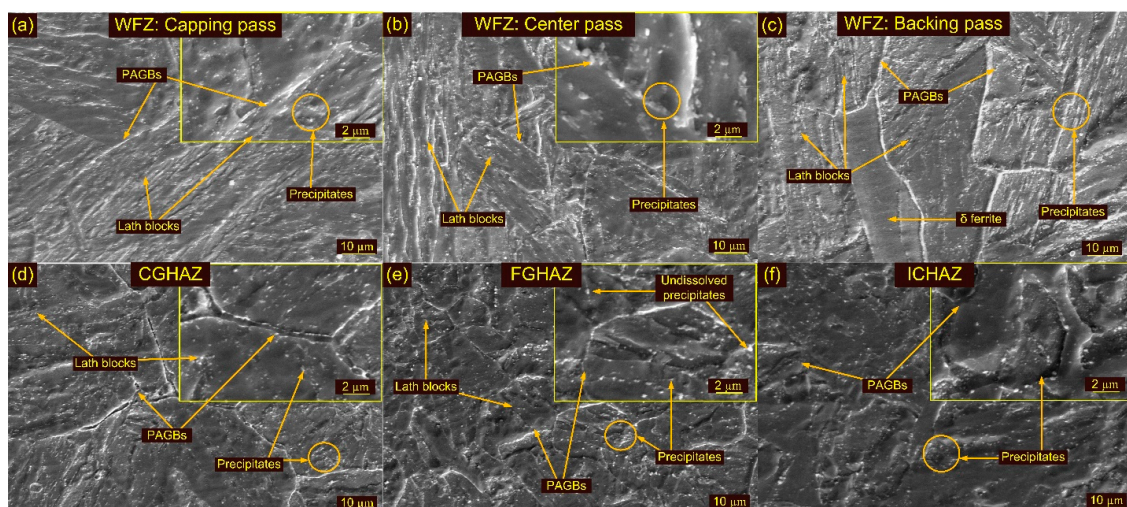 (a) WFZ: Capping pass
PAGBs
2 μm
Precipitates
Lath blocks
10 μm
(b) WFZ: Center pass
PAGBs
2 μm
Lath blocks
Precipitates
10 μm
(c) WFZ: Backing pass
PAGBs
Lath blocks
Precipitates
δ ferrite
10 μm
(d) CGHAZ
Lath blocks
2 μm
PAGBs
Precipitates
10 μm
(e) FGHAZ
Undissolved
precipitates
Lath blocks
2 μm
Precipitates
PAGBs
10 μm
(f) ICHAZ
PAGBs
2 μm
Precipitates
10 μm